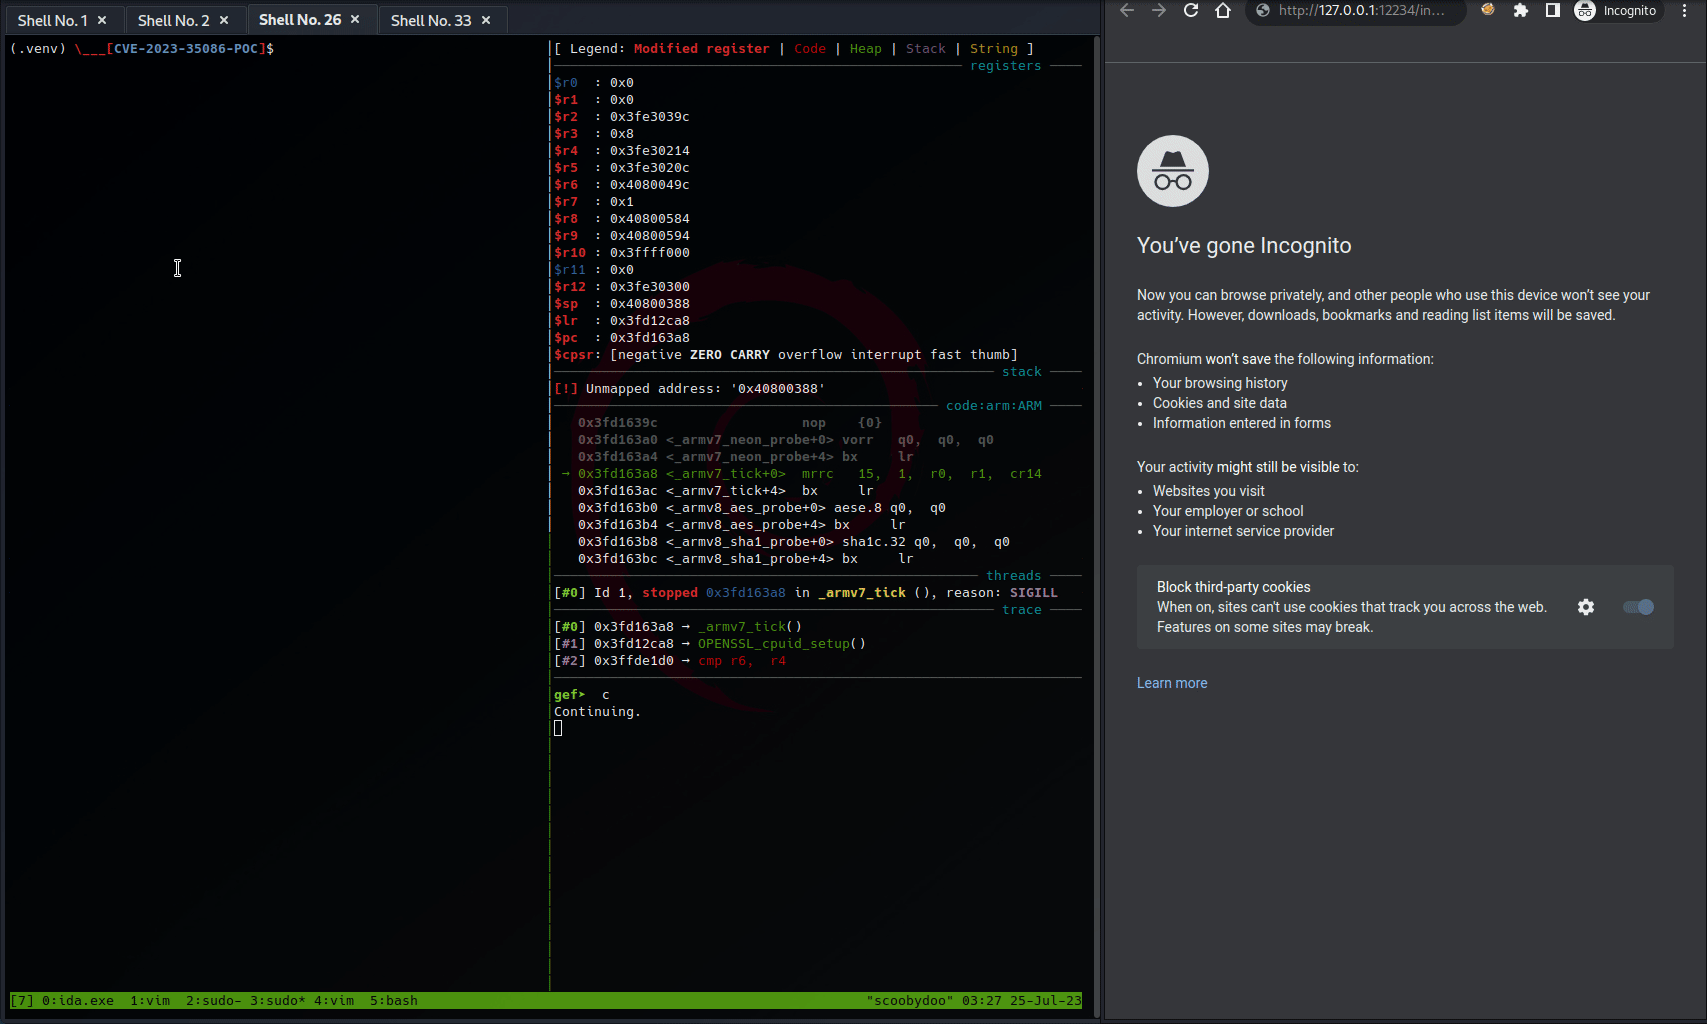 Shell No. 1 × Shell No. 2 × Shell No. 26 × Shell No. 33 ×
(.venv) \___[CVE-2023-35086-POC]$
[ Legend: Modified register | Code | Heap | Stack | String ]
registers
$r0 : 0x0
$r1 : 0x0
$r2 : 0x3fe3039c
$r3 : 0x8
$r4 : 0x3fe30214
$r5 : 0x3fe3020c
$r6 : 0x4080049c
$r7 : 0x1
$r8 : 0x40800584
$r9 : 0x40800594
$r10 : 0x3ffff000
$r11 : 0x0
$r12 : 0x3fe30300
$sp : 0x40800388
$lr : 0x3fd12ca8
$pc : 0x3fd163a8
$cpsr: [negative ZERO CARRY overflow interrupt fast thumb]
stack
[!] Unmapped address: '0x40800388'
code:arm:ARM
0x3fd1639c nop {0}
0x3fd163a0 <_armv7_neon_probe+0> vorr q0, q0, q0
0x3fd163a4 <_armv7_neon_probe+4> bx lr
→ 0x3fd163a8 <_armv7_tick+0> mrrc 15, 1, r0, r1, cr14
0x3fd163ac <_armv7_tick+4> bx lr
0x3fd163b0 <_armv8_aes_probe+0> aese.8 q0, q0
0x3fd163b4 <_armv8_aes_probe+4> bx lr
0x3fd163b8 <_armv8_sha1_probe+0> sha1c.32 q0, q0, q0
0x3fd163bc <_armv8_sha1_probe+4> bx lr
threads
[#0] Id 1, stopped 0x3fd163a8 in _armv7_tick (), reason: SIGILL
trace
[#0] 0x3fd163a8 → _armv7_tick()
[#1] 0x3fd12ca8 → OPENSSL_cpuid_setup()
[#2] 0x3ffde1d0 → cmp r6, r4
gef➤ c
Continuing.
[7] 0:ida.exe 1:vim 2:sudo- 3:sudo* 4:vim 5:bash "scoobydoo" 03:27 25-Jul-23
http://127.0.0.1:12234/in... Incognito
You've gone Incognito
Now you can browse privately, and other people who use this device won't see your
activity. However, downloads, bookmarks and reading list items will be saved.
Chromium won't save the following information:
• Your browsing history
• Cookies and site data
• Information entered in forms
Your activity might still be visible to:
• Websites you visit
• Your employer or school
• Your internet service provider
Block third-party cookies
When on, sites can't use cookies that track you across the web.
Features on some sites may break.
Learn more